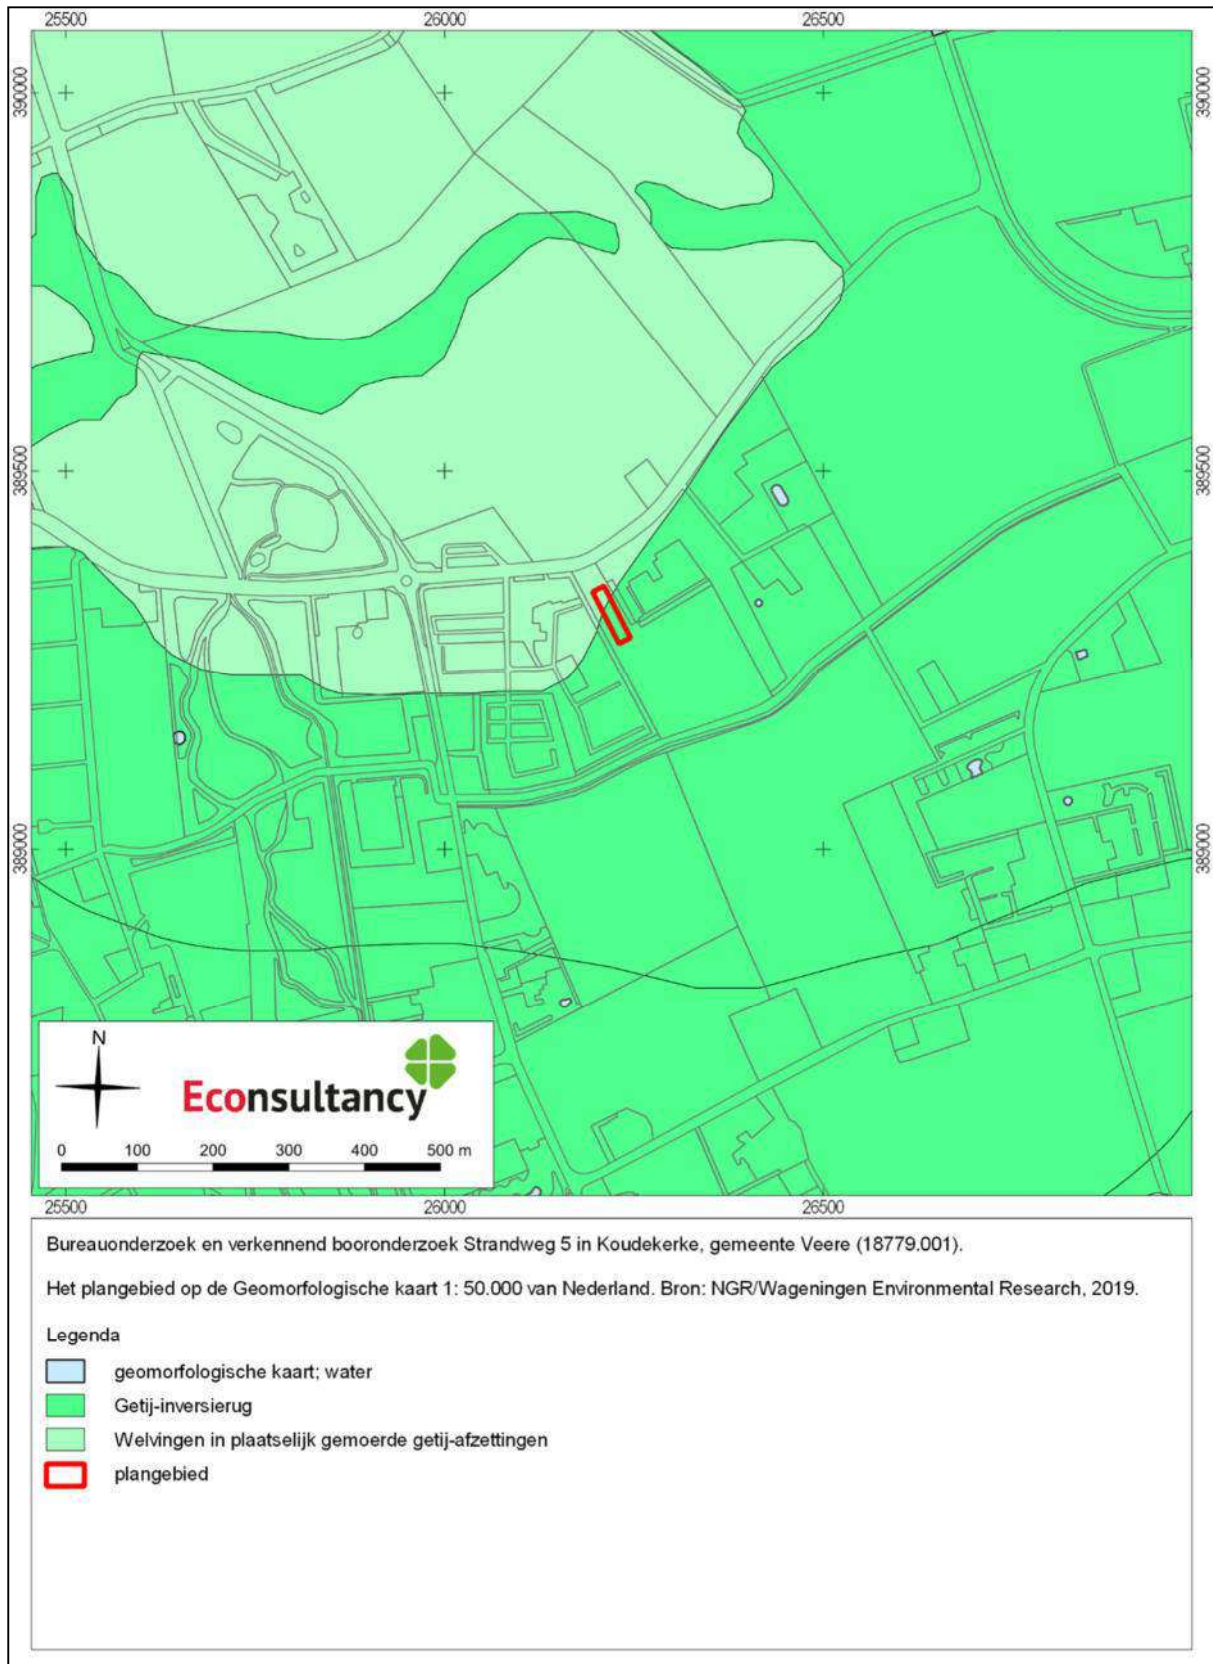 25500 26000 26500
390000 390000
389500 389500
389000 389000
N
Econsultancy
0 100 200 300 400 500 m
25500 26000 26500
Bureauonderzoek en verkennend booronderzoek Strandweg 5 in Koudekerke, gemeente Veere (18779.001).
Het plangebied op de Geomorfologische kaart 1: 50.000 van Nederland. Bron: NGR/Wageningen Environmental Research, 2019.
Legenda
geomorfologische kaart; water
Getij-inversierug
Welvingen in plaatselijk gemoerde getij-afzettingen
plangebied